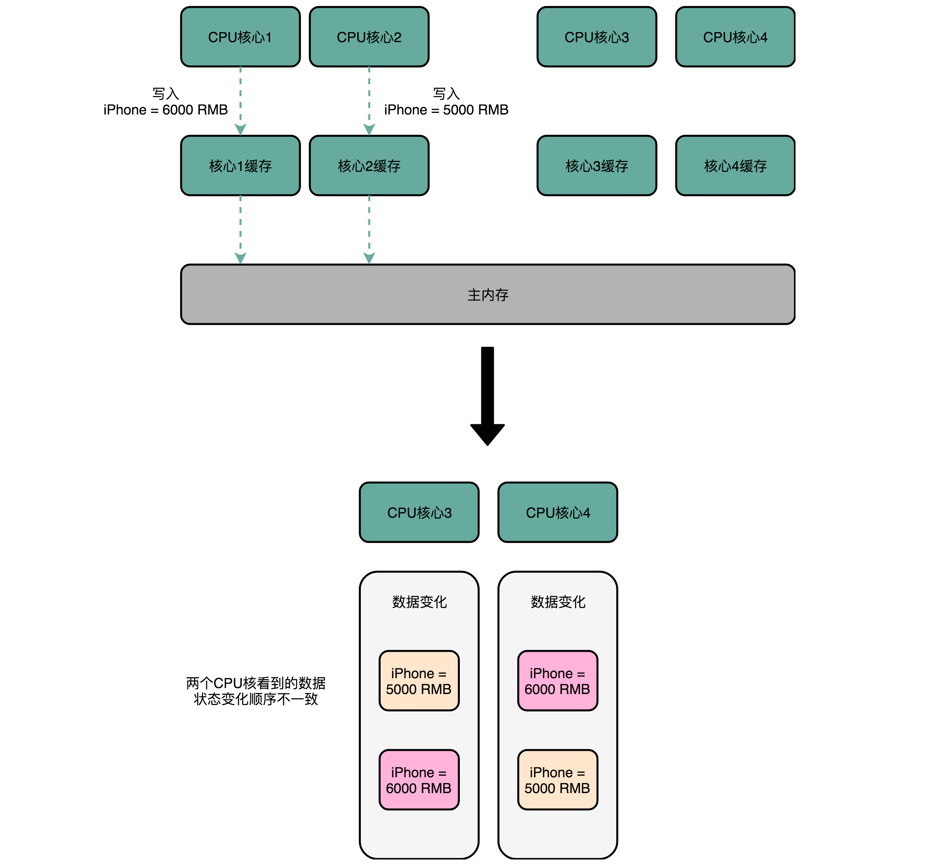 CPU核心1
CPU核心2
CPU核心3
CPU核心4
写入
iPhone = 6000 RMB
写入
iPhone = 5000 RMB
核心1缓存
核心2缓存
核心3缓存
核心4缓存
主内存
CPU核心3
CPU核心4
数据变化
数据变化
iPhone =
5000 RMB
iPhone =
6000 RMB
两个CPU核看到的数据
状态变化顺序不一致
iPhone =
6000 RMB
iPhone =
5000 RMB